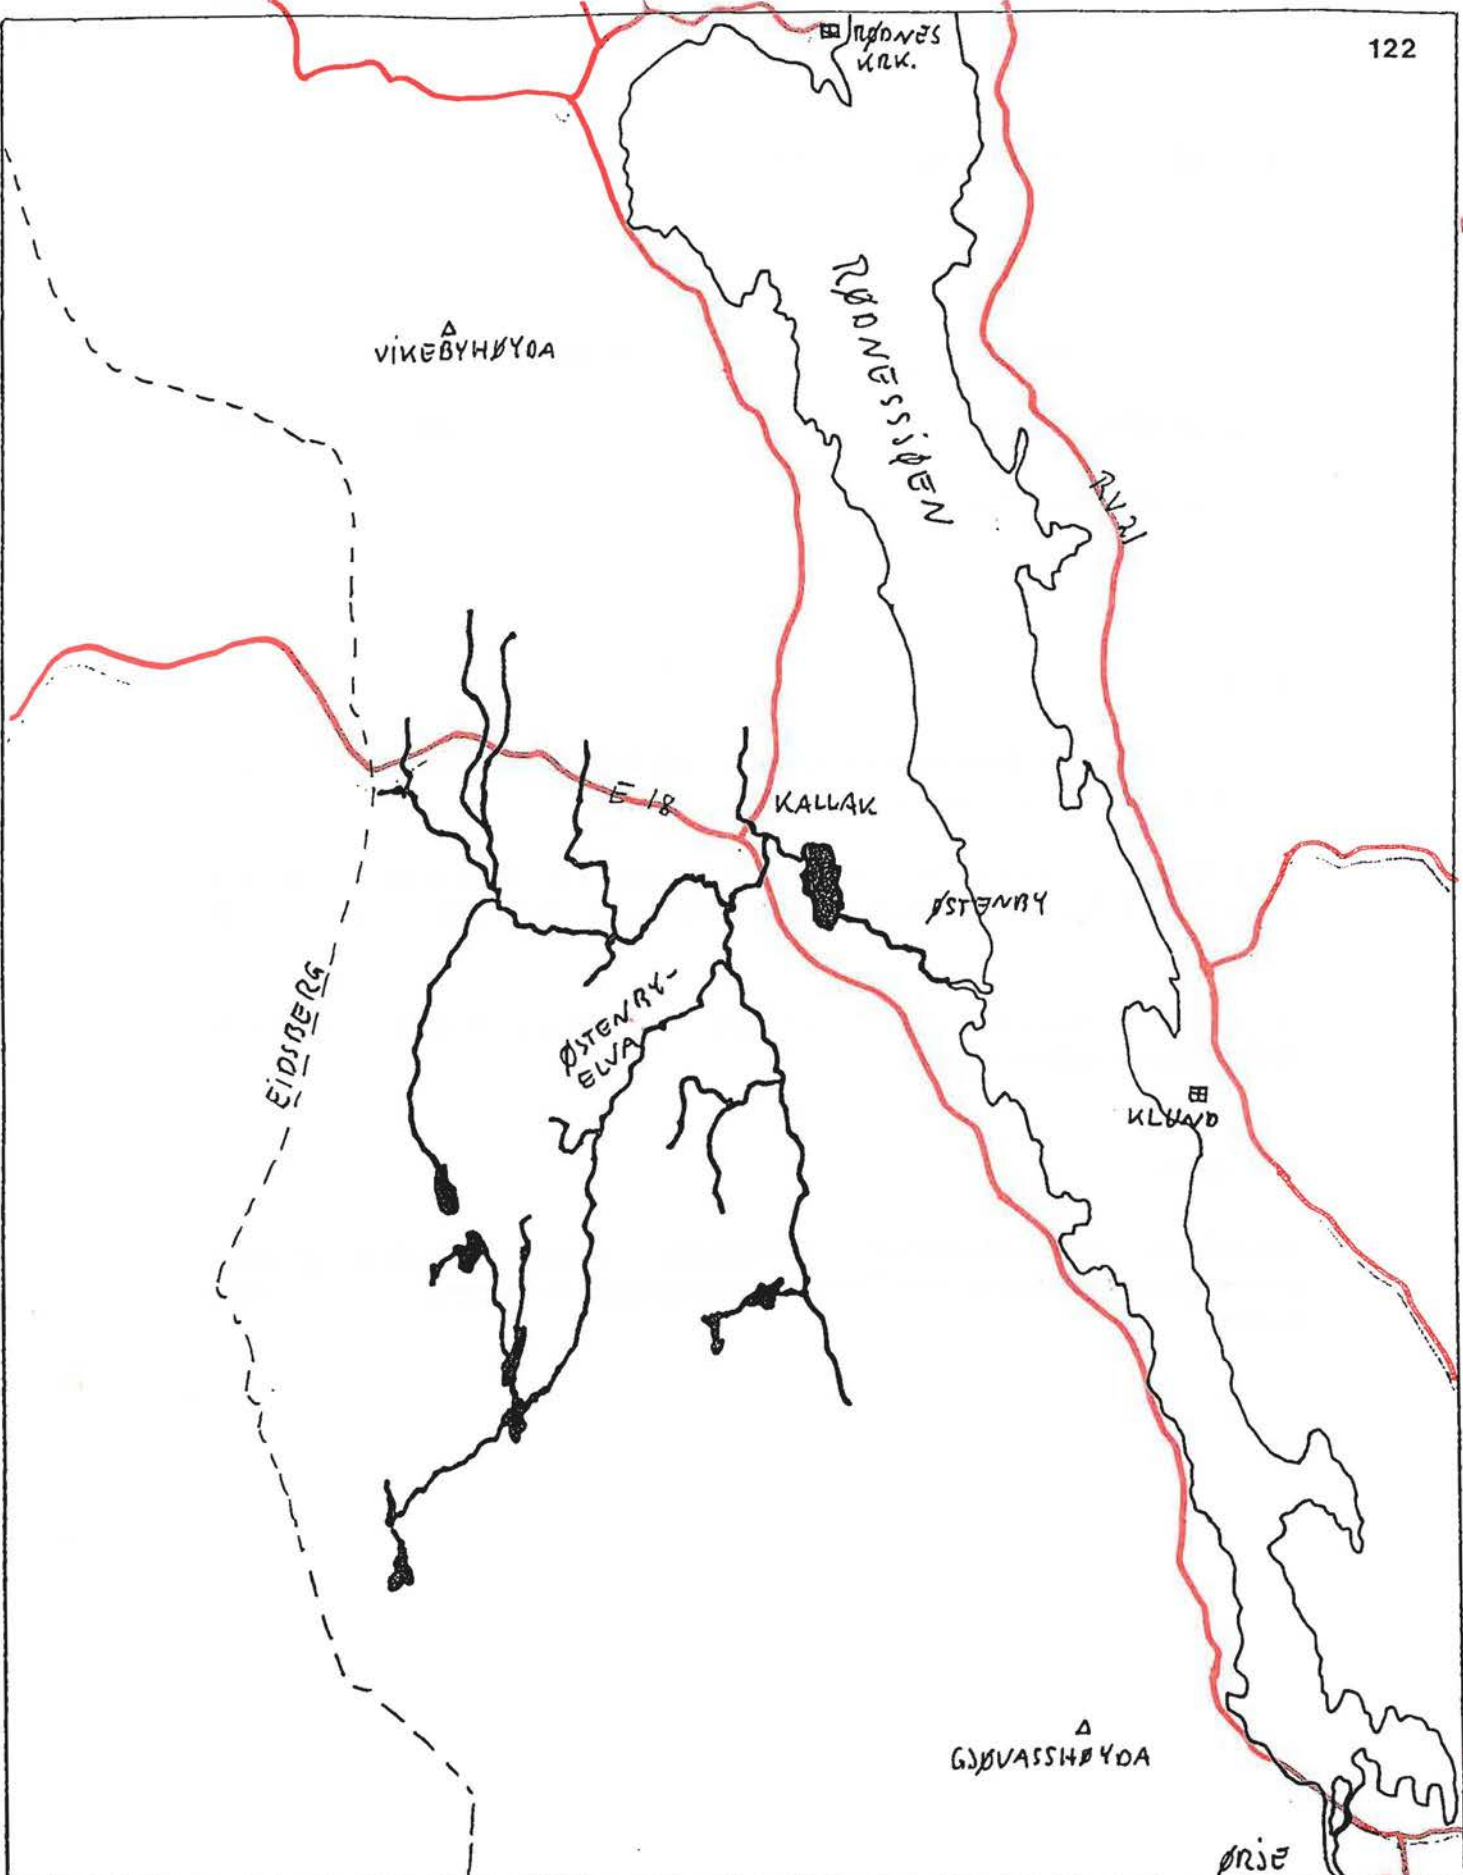 122
RØDNES
KRK.
VIKEBYHØYDA
RØDNESSJØEN
RV 21
E 18
KALLAK
ØSTENBY
EIDSBERG
ØSTENBY-
ELVA
KLUND
GJØVASSHØYDA
ØRJE